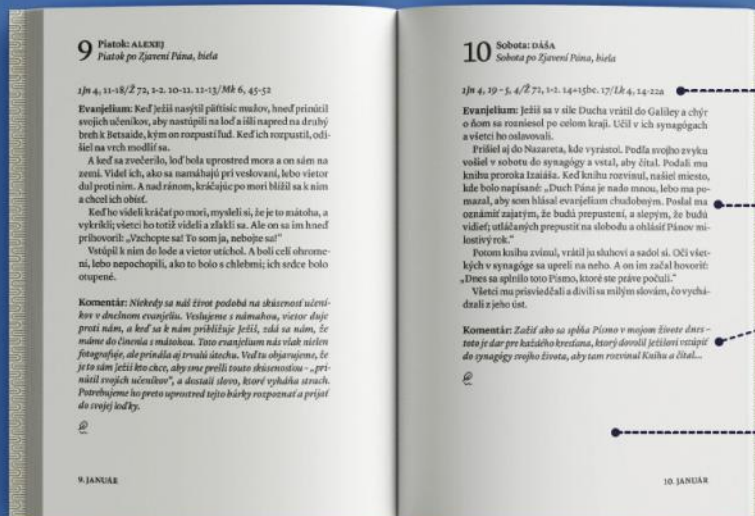 9 Piatok: ALEXEJ
Piatok po Zjavení Pána, biela
1Jn 4, 11-18/Ž 72, 1-2. 10-11. 12-13/Mk 6, 45-52
Evanjelium: Keď Ježiš nasýtil päťtisíc mužov, hneď prinútil
svojich učeníkov, aby nastúpili na loď a išli napred na druhý
breh k Betsaide, kým on rozpustí ľud. Keď ich rozpustil, odi-
šiel na vrch modliť sa.
A keď sa zvečerilo, loď bola uprostred mora a on sám na
zemi. Videl ich, ako sa namáhajú pri veslovaní, lebo vietor
dul proti nim. A nad ránom, kráčajúc po mori blížil sa k nim
a chcel ich obísť.
Keď ho videli kráčať po mori, mysleli si, že je to mátoha, a
vykríkli; všetci ho totiž videli a zľakli sa. Ale on sa im hneď
prihovoril: „Vzchopte sa! To som ja, nebojte sa!“
Vstúpil k nim do lode a vietor utíchol. A boli celí ohrome-
ní, lebo nepochopili, ako to bolo s chlebmi; ich srdce bolo
otupené.
Komentár: Niekedy sa náš život podobá na skúsenosť učení-
kov v dnešnom evanjeliu. Veslujeme s námahou, vietor duje
proti nám, a keď sa k nám približuje Ježiš, zdá sa nám, že
máme do činenia s mátohou. Toto evanjelium nás však nielen
fotografuje, ale prináša aj trvalú útechu. Veď tu objavujeme, že
je to sám Ježiš kto chce, aby sme prešli touto skúsenosťou – „pri-
nútil svojich učeníkov“, a dostali slovo, ktoré vyháňa strach.
Potrebujeme ho preto uprostred tejto búrky rozpoznať a prijať
do svojej loďky.
9. JANUÁR
10 Sobota: DÁŠA
Sobota po Zjavení Pána, biela
1Jn 4, 19 – 5, 4/Ž 72, 1-2. 14+15bc. 17/Lk 4, 14-22a
Evanjelium: Ježiš sa v sile Ducha vrátil do Galiley a chýr
o ňom sa rozniesol po celom kraji. Učil v ich synagógach
a všetci ho oslavovali.
Prišiel aj do Nazareta, kde vyrástol. Podľa svojho zvyku
vošiel v sobotu do synagógy a vstal, aby čítal. Podali mu
knihu proroka Izaiáša. Keď knihu rozvinul, našiel miesto,
kde bolo napísané: „Duch Pána je nado mnou, lebo ma po-
mazal, aby som hlásal evanjelium chudobným. Poslal ma
oznámiť zajatým, že budú prepustení, a slepým, že budú
vidieť; utláčaných prepustiť na slobodu a ohlásiť Pánov mi-
lostivý rok.“
Potom knihu zvinul, vrátil ju sluhovi a sadol si. Oči všet-
kých v synagóge sa upreli na neho. A on im začal hovoriť:
„Dnes sa splnilo toto Písmo, ktoré ste práve počuli.“
Všetci mu prisviedčali a divili sa milým slovám, čo vychá-
dzali z jeho úst.
Komentár: Zažiť ako sa spĺňa Písmo v mojom živote dnes –
toto je dar pre každého kresťana, ktorý dovolil Ježišovi vstúpiť
do synagógy svojho života, aby tam rozvinul Knihu a čítal...
10. JANUÁR